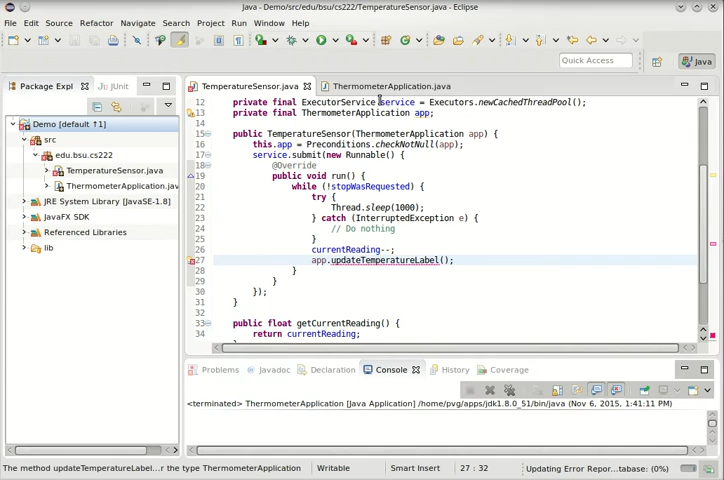 Java - Demo/src/edu/bsu/cs222/TemperatureSensor.java - Eclipse
File Edit Source Refactor Navigate Search Project Run Window Help
Quick Access
Java
Package Expl
JUnit
TemperatureSensor.java
ThermometerApplication.java
Demo [default ↑1]
src
edu.bsu.cs222
TemperatureSensor.java
ThermometerApplication.jav
JRE System Library [JavaSE-1.8]
JavaFX SDK
Referenced Libraries
lib
12 private final ExecutorService service = Executors.newCachedThreadPool();
13 private final ThermometerApplication app;
14
15 public TemperatureSensor(ThermometerApplication app) {
16 this.app = Preconditions.checkNotNull(app);
17 service.submit(new Runnable() {
18 @Override
19 public void run() {
20 while (!stopWasRequested) {
21 try {
22 Thread.sleep(1000);
23 } catch (InterruptedException e) {
24 // Do nothing
25 }
26 currentReading--;
27 app.updateTemperatureLabel();
28 }
29 }
30 });
31 }
32
33 public float getCurrentReading() {
34 return currentReading;
Problems Javadoc Declaration Console History Coverage
<terminated> ThermometerApplication [Java Application] /home/pvg/apps/jdk1.8.0_51/bin/java (Nov 6, 2015, 1:41:11 PM)
The method updateTemperatureLabel...r the type ThermometerApplication Writable Smart Insert 27 : 32 Updating Error Repor...tabase: (0%)